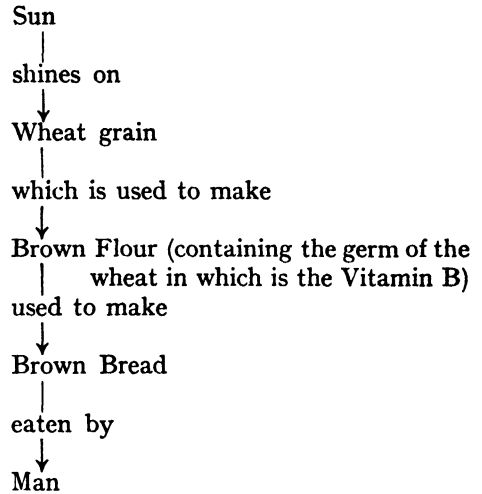 Sun
shines on
Wheat grain
which is used to make
Brown Flour (containing the germ of the
wheat in which is the Vitamin B)
used to make
Brown Bread
eaten by
Man